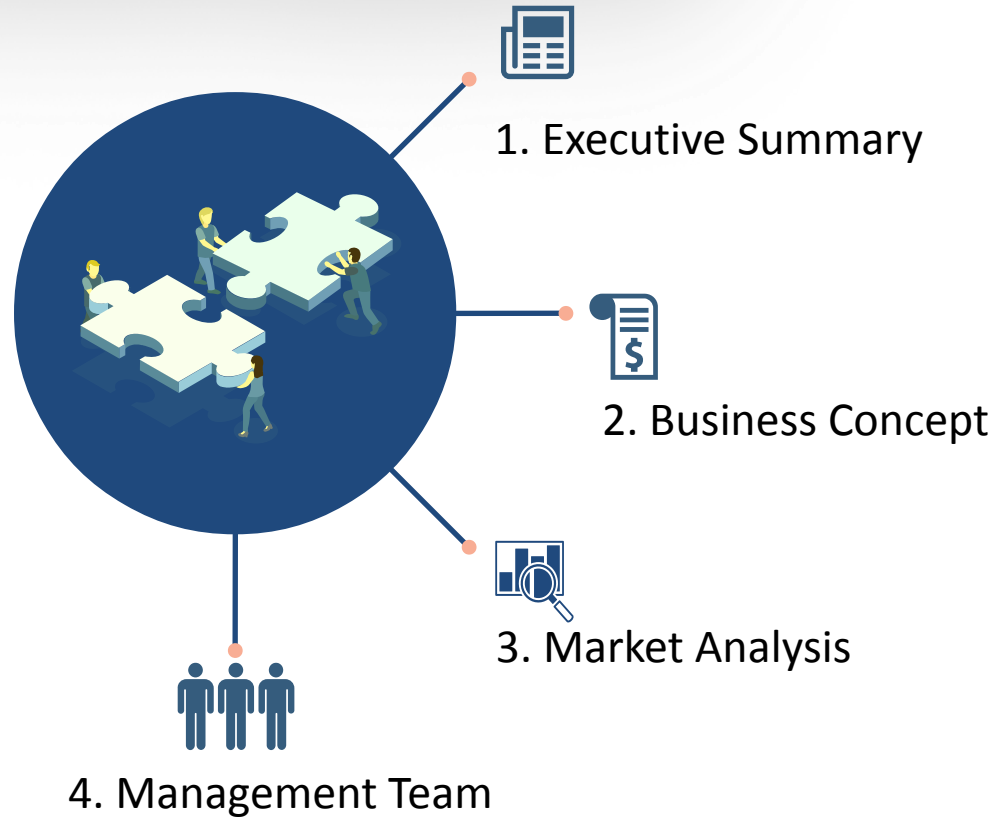 1. Executive Summary
$
2. Business Concept
3. Market Analysis
4. Management Team